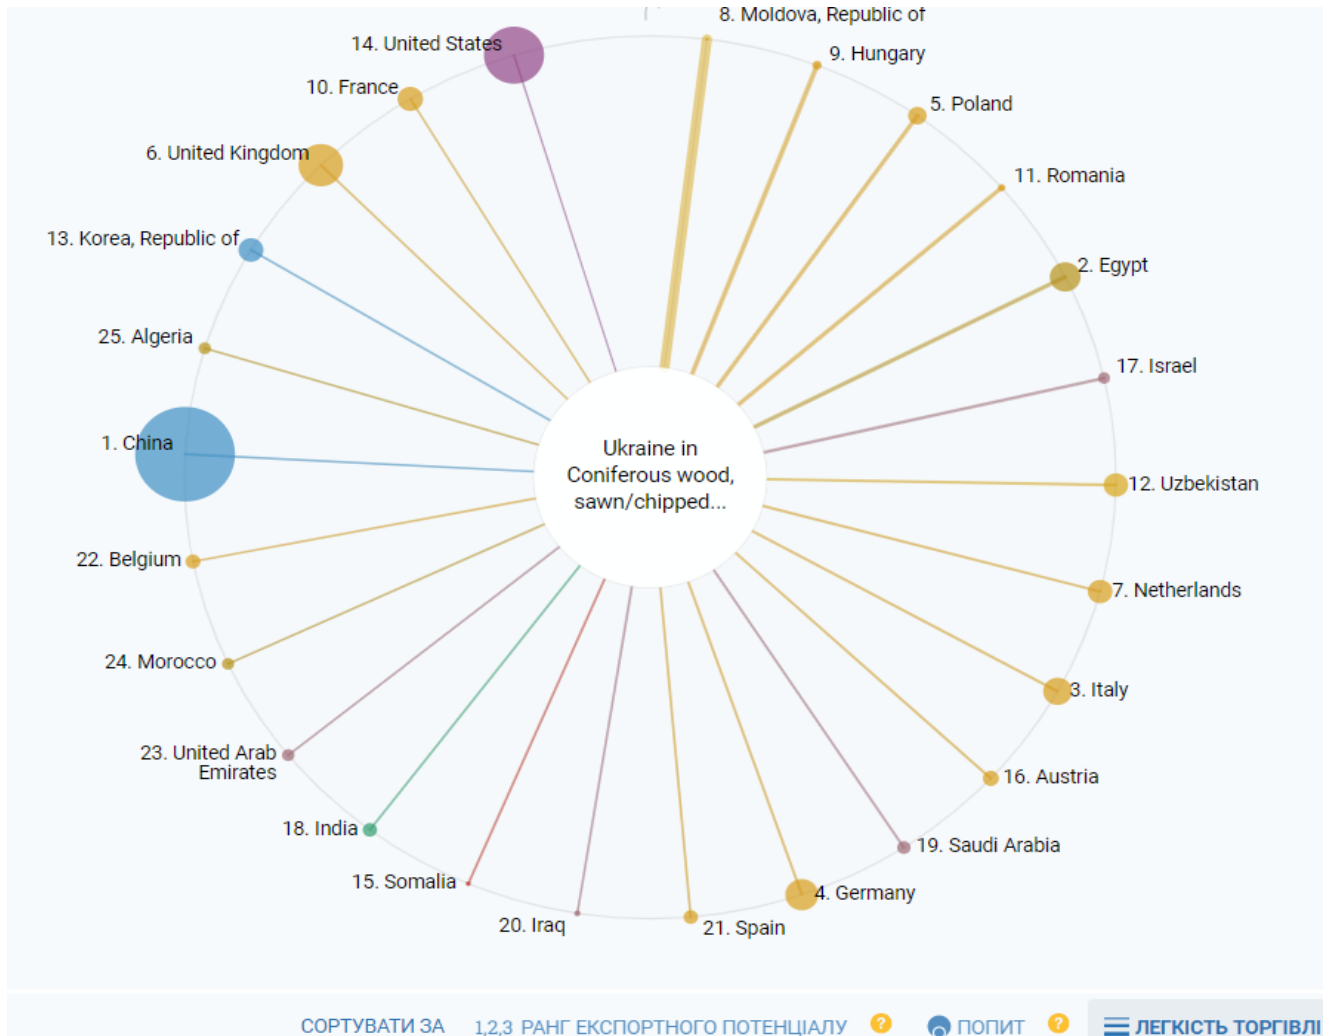 8. Moldova, Republic of
14. United States
9. Hungary
10. France
5. Poland
6. United Kingdom
11. Romania
13. Korea, Republic of
2. Egypt
25. Algeria
17. Israel
1. China
Ukraine in
Coniferous wood,
sawn/chipped...
12. Uzbekistan
22. Belgium
7. Netherlands
24. Morocco
3. Italy
23. United Arab
Emirates
16. Austria
18. India
19. Saudi Arabia
15. Somalia
4. Germany
20. Iraq
21. Spain
СОРТУВАТИ ЗА 1,2,3 РАНГ ЕКСПОРТНОГО ПОТЕНЦІАЛУ ? ПОПИТ ? ЛЕГКІСТЬ ТОРГІВЛІ